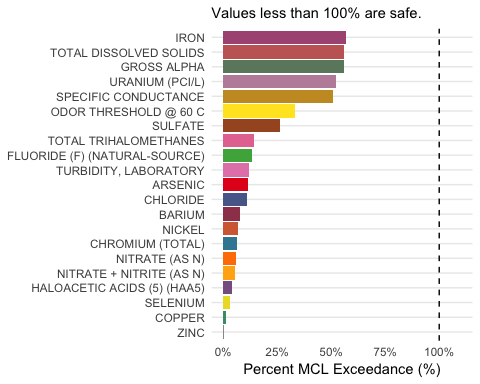 Values less than 100% are safe.
IRON
TOTAL DISSOLVED SOLIDS
GROSS ALPHA
URANIUM (PCI/L)
SPECIFIC CONDUCTANCE
ODOR THRESHOLD @ 60 C
SULFATE
TOTAL TRIHALOMETHANES
FLUORIDE (F) (NATURAL-SOURCE)
TURBIDITY, LABORATORY
ARSENIC
CHLORIDE
BARIUM
NICKEL
CHROMIUM (TOTAL)
NITRATE (AS N)
NITRATE + NITRITE (AS N)
HALOACETIC ACIDS (5) (HAA5)
SELENIUM
COPPER
ZINC
0% 25% 50% 75% 100%
Percent MCL Exceedance (%)